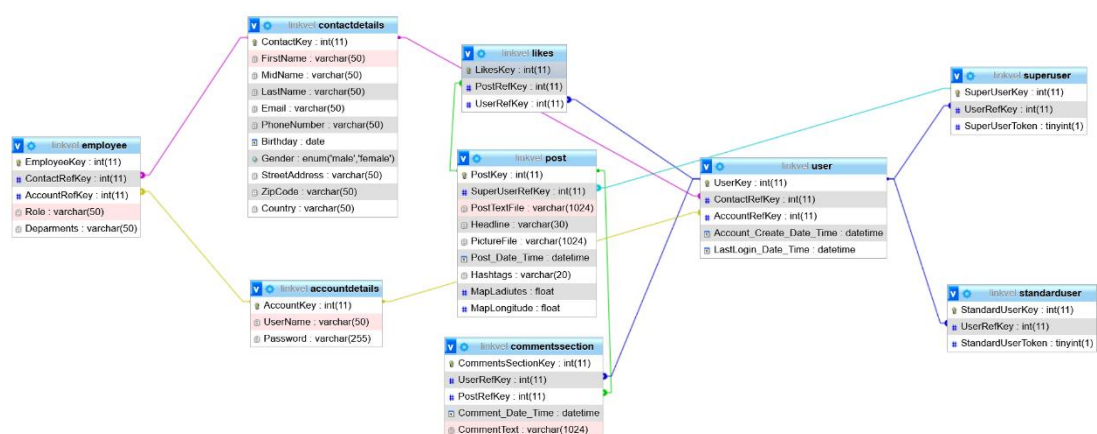 linkvel contactdetails
ContactKey : int(11)
FirstName : varchar(50)
MidName : varchar(50)
LastName : varchar(50)
Email : varchar(50)
PhoneNumber : varchar(50)
Birthday : date
Gender : enum('male','female')
StreetAddress : varchar(50)
ZipCode : varchar(50)
Country : varchar(50)
linkvel likes
LikesKey : int(11)
PostRefKey : int(11)
UserRefKey : int(11)
linkvel superuser
SuperUserKey : int(11)
UserRefKey : int(11)
SuperUserToken : tinyint(1)
linkvel employee
EmployeeKey : int(11)
ContactRefKey : int(11)
AccountRefKey : int(11)
Role : varchar(50)
Deparments : varchar(50)
linkvel post
PostKey : int(11)
SuperUserRefKey : int(11)
PostTextFile : varchar(1024)
Headline : varchar(30)
PictureFile : varchar(1024)
Post_Date_Time : datetime
Hashtags : varchar(20)
MapLadiutes : float
MapLongitude : float
linkvel user
UserKey : int(11)
ContactRefKey : int(11)
AccountRefKey : int(11)
Account_Create_Date_Time : datetime
LastLogin_Date_Time : datetime
linkvel accountdetails
AccountKey : int(11)
UserName : varchar(50)
Password : varchar(255)
linkvel standarduser
StandardUserKey : int(11)
UserRefKey : int(11)
StandardUserToken : tinyint(1)
linkvel commentssection
CommentsSectionKey : int(11)
UserRefKey : int(11)
PostRefKey : int(11)
Comment_Date_Time : datetime
CommentText : varchar(1024)